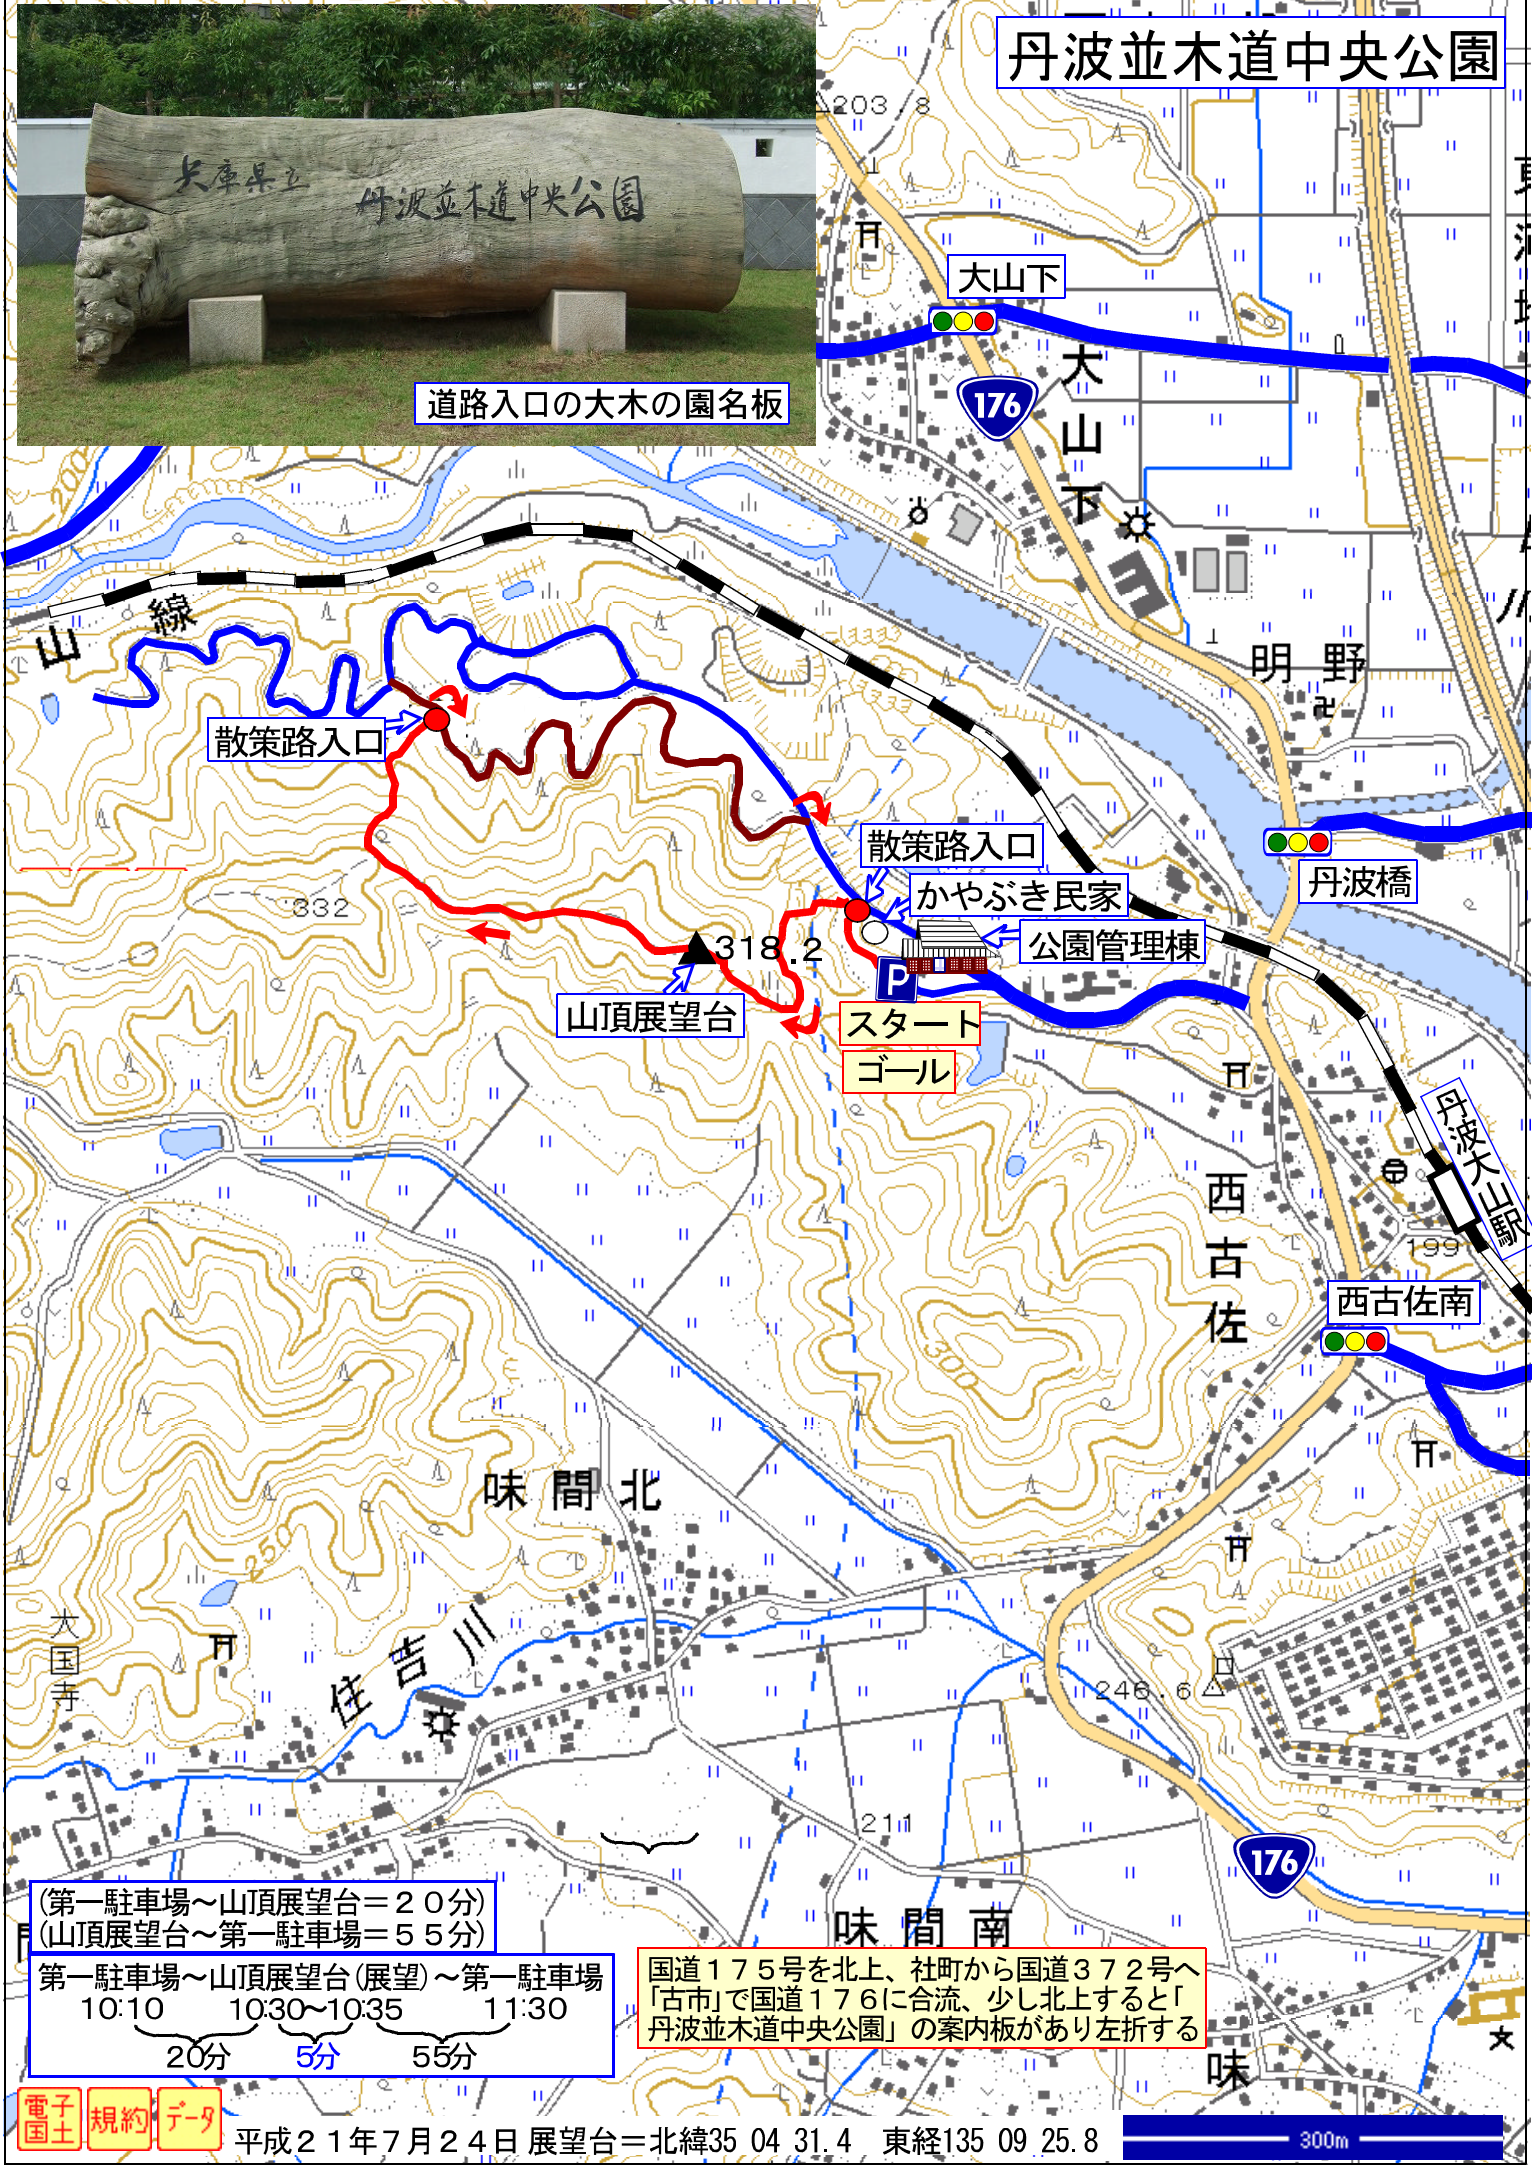 丹波並木道中央公園
兵庫県立
丹波並木道中央公園
道路入口の大木の園名板
203.8
大山下
176
大山下
200
山
線
明野
散策路入口
散策路入口
かやぶき民家
公園管理棟
丹波橋
332
318.2
山頂展望台
P
スタート
ゴール
丹波大山駅
199
西古佐
西古佐南
300
味間北
250
大国寺
住吉川
246.6
211
176
味間南
(第一駐車場～山頂展望台＝２０分)
(山頂展望台～第一駐車場＝５５分)
第一駐車場～山頂展望台(展望)～第一駐車場
10:10 10:30～10:35 11:30
20分 5分 55分
国道１７５号を北上、社町から国道３７２号へ
「古市」で国道１７６に合流、少し北上すると「
丹波並木道中央公園」の案内板があり左折する
味
電子国土
規約
データ
平成２１年７月２４日 展望台＝北緯35 04 31.4 東経135 09 25.8
300m